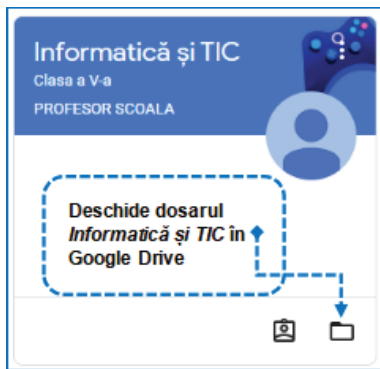 Informatică și TIC
Clasa a V-a
PROFESOR SCOALA
Deschide dosarul
Informatică și TIC în
Google Drive